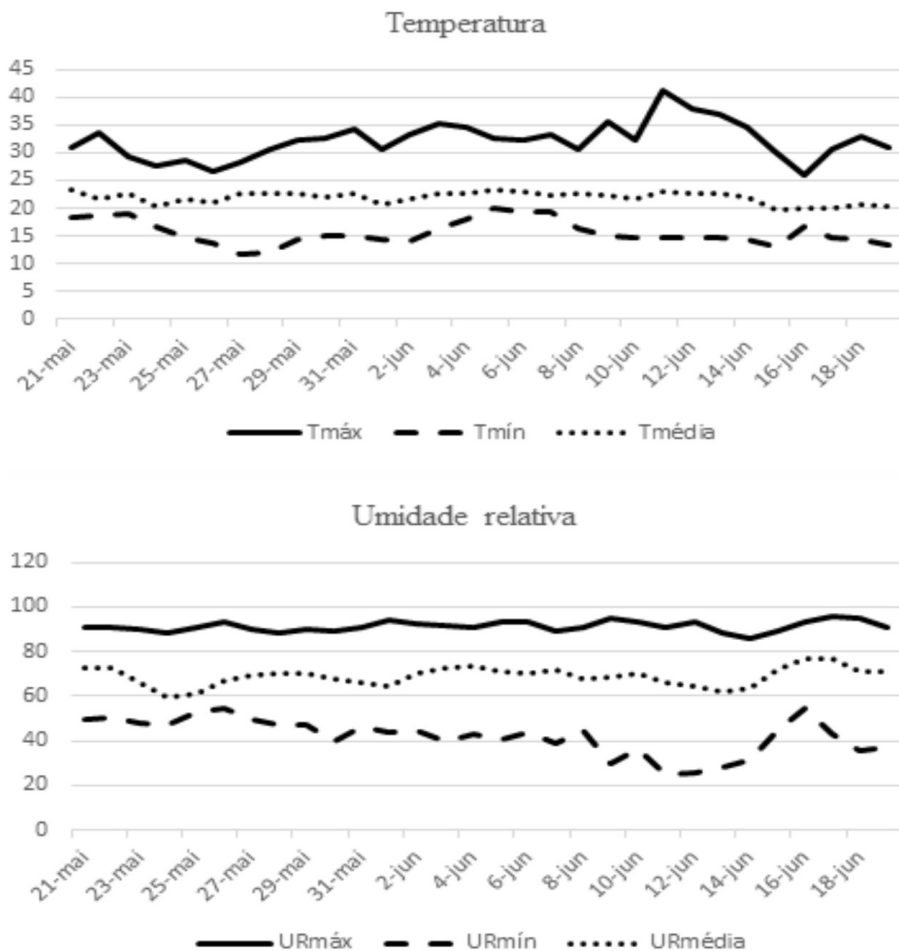 Temperatura
45
40
35
30
25
20
15
10
5
0
21-mai 23-mai 25-mai 27-mai 29-mai 31-mai 2-jun 4-jun 6-jun 8-jun 10-jun 12-jun 14-jun 16-jun 18-jun
Tmáx Tmín Tmédia
Umidade relativa
120
100
80
60
40
20
0
21-mai 23-mai 25-mai 27-mai 29-mai 31-mai 2-jun 4-jun 6-jun 8-jun 10-jun 12-jun 14-jun 16-jun 18-jun
URmáx URmín URmédia